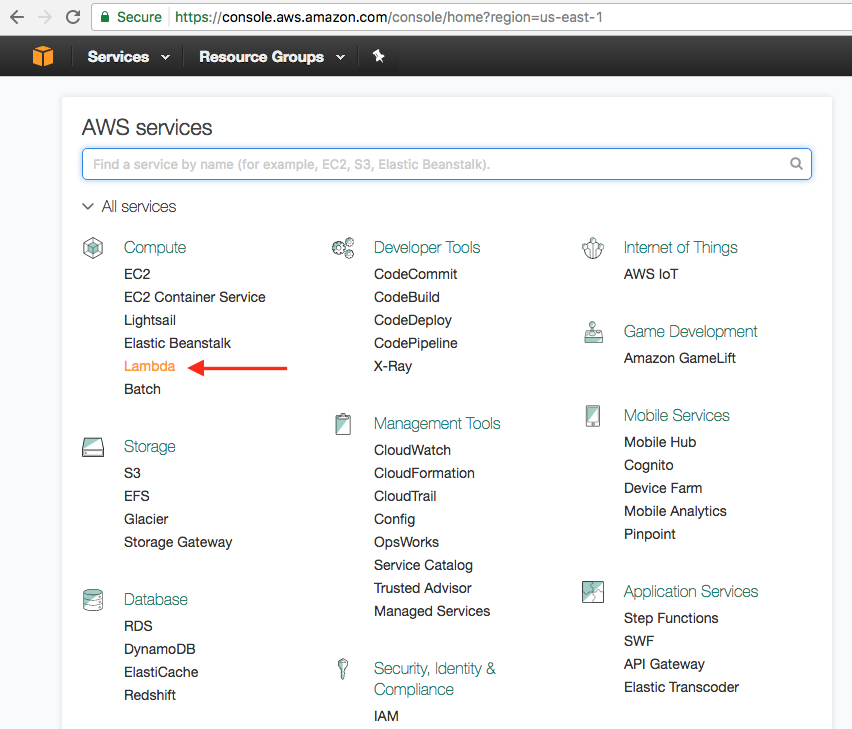 Secure https://console.aws.amazon.com/console/home?region=us-east-1
Services Resource Groups
AWS services
Find a service by name (for example, EC2, S3, Elastic Beanstalk).
All services
Compute
EC2
EC2 Container Service
Lightsail
Elastic Beanstalk
Lambda
Batch
Storage
S3
EFS
Glacier
Storage Gateway
Database
RDS
DynamoDB
ElastiCache
Redshift
Developer Tools
CodeCommit
CodeBuild
CodeDeploy
CodePipeline
X-Ray
Management Tools
CloudWatch
CloudFormation
CloudTrail
Config
OpsWorks
Service Catalog
Trusted Advisor
Managed Services
Security, Identity &
Compliance
IAM
Internet of Things
AWS IoT
Game Development
Amazon GameLift
Mobile Services
Mobile Hub
Cognito
Device Farm
Mobile Analytics
Pinpoint
Application Services
Step Functions
SWF
API Gateway
Elastic Transcoder